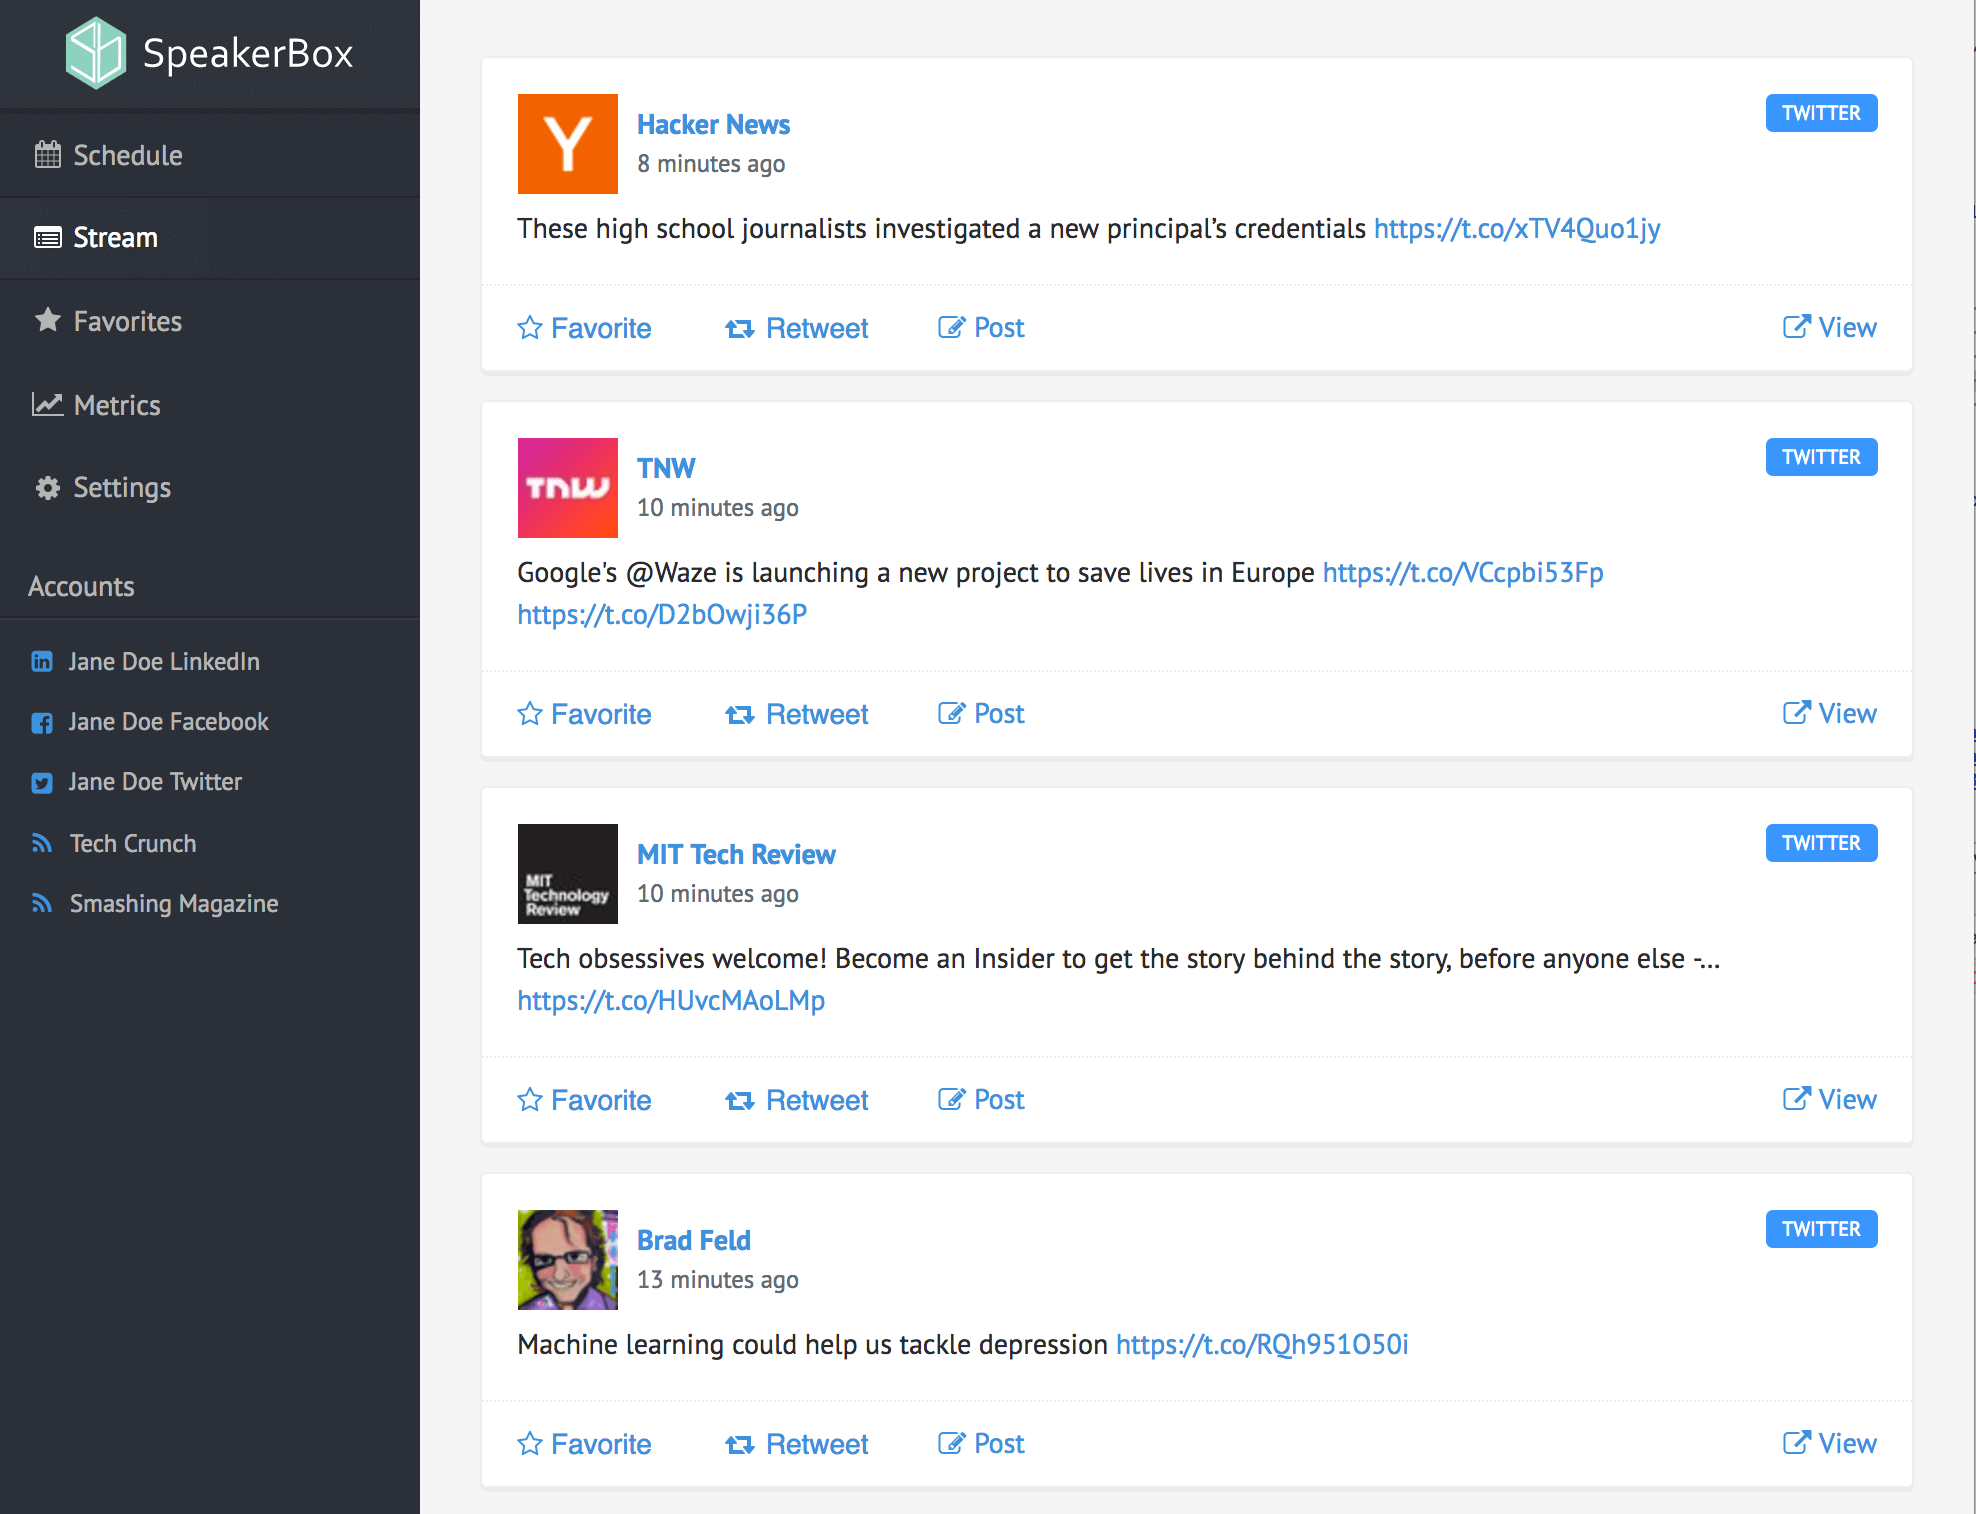 SpeakerBox
Schedule
Stream
Favorites
Metrics
Settings
Accounts
Jane Doe LinkedIn
Jane Doe Facebook
Jane Doe Twitter
Tech Crunch
Smashing Magazine
Y
Hacker News
8 minutes ago
TWITTER
These high school journalists investigated a new principal’s credentials https://t.co/xTV4Quo1jy
Favorite Retweet Post View
TNW
TNW
10 minutes ago
TWITTER
Google's @Waze is launching a new project to save lives in Europe https://t.co/VCcpbi53Fp
https://t.co/D2bOwji36P
Favorite Retweet Post View
MIT
Technology
Review
MIT Tech Review
10 minutes ago
TWITTER
Tech obsessives welcome! Become an Insider to get the story behind the story, before anyone else -...
https://t.co/HUvcMAoLMp
Favorite Retweet Post View
Brad Feld
13 minutes ago
TWITTER
Machine learning could help us tackle depression https://t.co/RQh951O50i
Favorite Retweet Post View